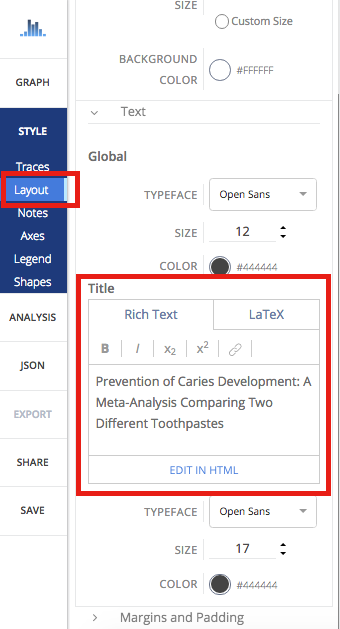 SIZE
Custom Size
BACKGROUND
COLOR
#FFFFFF
GRAPH
STYLE
Traces
Layout
Notes
Axes
Legend
Shapes
ANALYSIS
JSON
EXPORT
SHARE
SAVE
Text
Global
TYPEFACE
Open Sans
SIZE
12
COLOR
#444444
Title
Rich Text
LaTeX
B I x₂ x²
Prevention of Caries Development: A
Meta-Analysis Comparing Two
Different Toothpastes
EDIT IN HTML
TYPEFACE
Open Sans
SIZE
17
COLOR
#444444
Margins and Padding